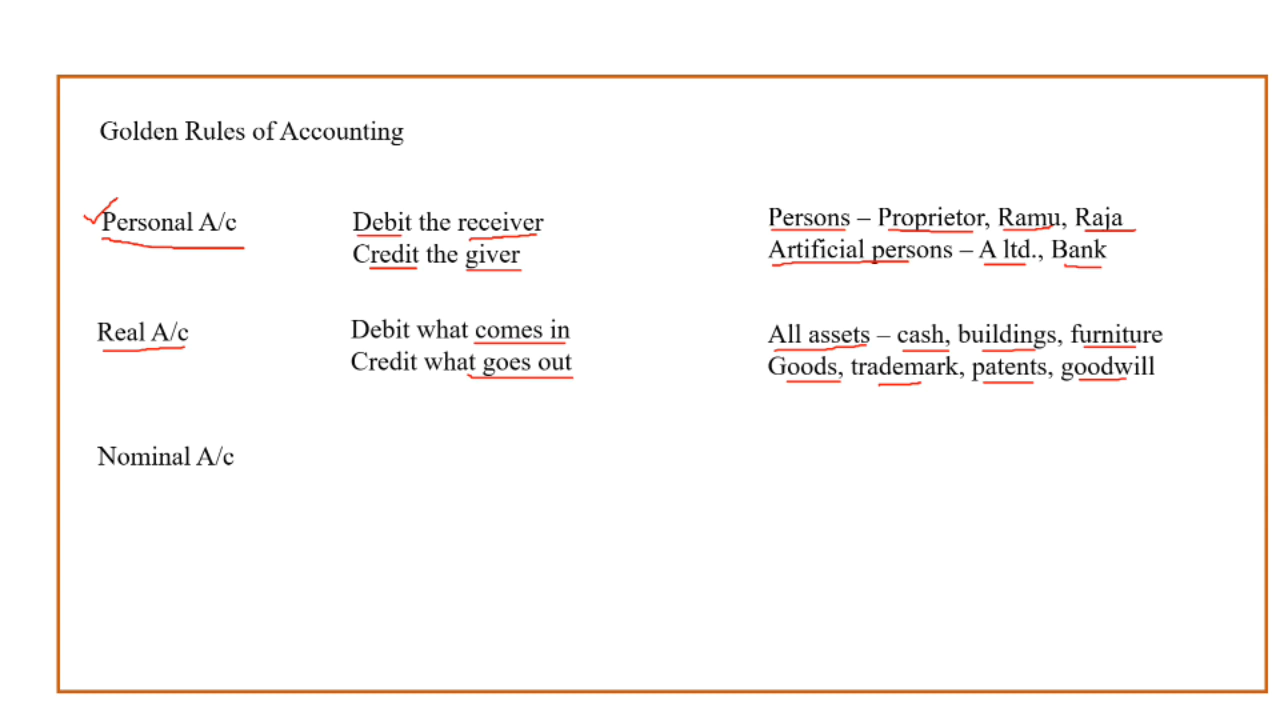 Golden Rules of Accounting
Personal A/c
Debit the receiver
Credit the giver
Persons – Proprietor, Ramu, Raja
Artificial persons – A ltd., Bank
Real A/c
Debit what comes in
Credit what goes out
All assets – cash, buildings, furniture
Goods, trademark, patents, goodwill
Nominal A/c